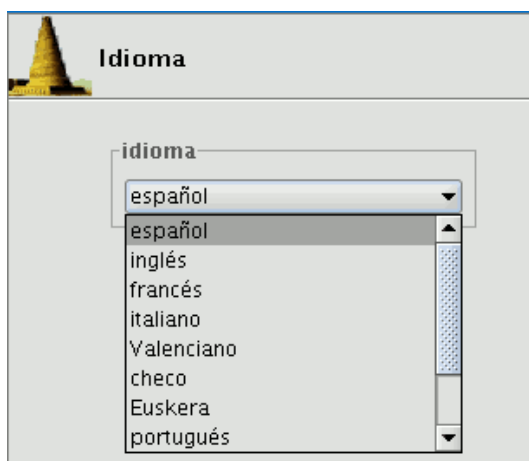 Idioma
idioma
español
español
inglés
francés
italiano
Valenciano
checo
Euskera
portugués